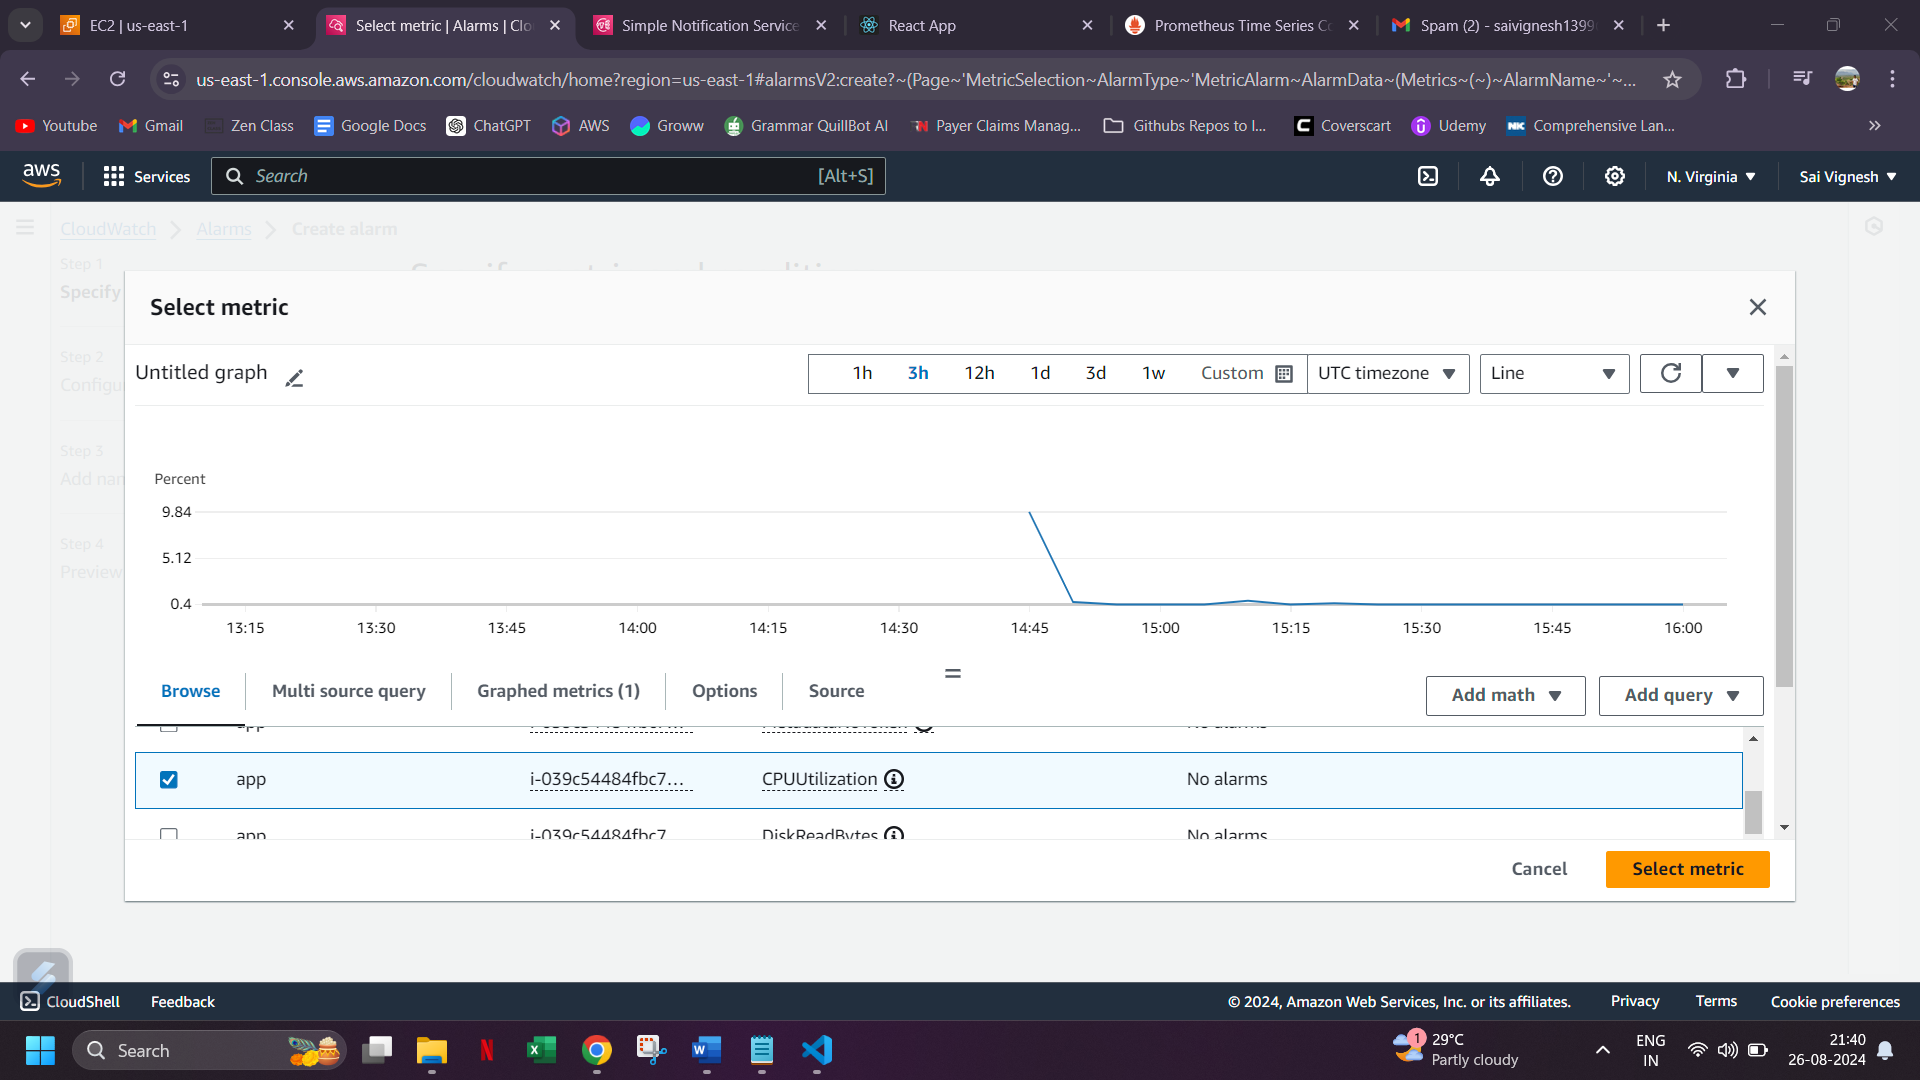 EC2 | us-east-1
Select metric | Alarms | Clo
Simple Notification Service
React App
Prometheus Time Series Co
Spam (2) - saivignesh1399
us-east-1.console.aws.amazon.com/cloudwatch/home?region=us-east-1#alarmsV2:create?~(Page~'MetricSelection~AlarmType~'MetricAlarm~AlarmData~(Metrics~(~)~AlarmName~'~...
Youtube
Gmail
Zen Class
Google Docs
ChatGPT
AWS
Groww
Grammar QuillBot AI
Payer Claims Manag...
Githubs Repos to I...
Coverscart
Udemy
Comprehensive Lan...
aws
Services
Search
[Alt+S]
N. Virginia
Sai Vignesh
CloudWatch
Alarms
Create alarm
Step 1
Specify
Step 2
Configu
Step 3
Add nam
Step 4
Preview
Select metric
Untitled graph
1h
3h
12h
1d
3d
1w
Custom
UTC timezone
Line
Percent
9.84
5.12
0.4
13:15
13:30
13:45
14:00
14:15
14:30
14:45
15:00
15:15
15:30
15:45
16:00
Browse
Multi source query
Graphed metrics (1)
Options
Source
Add math
Add query
app
i-039c54484fbc7...
CPUUtilization
No alarms
app
i-039c54484fbc7
DiskReadBytes
No alarms
Cancel
Select metric
CloudShell
Feedback
© 2024, Amazon Web Services, Inc. or its affiliates.
Privacy
Terms
Cookie preferences
Search
1
29°C
Partly cloudy
ENG
IN
21:40
26-08-2024